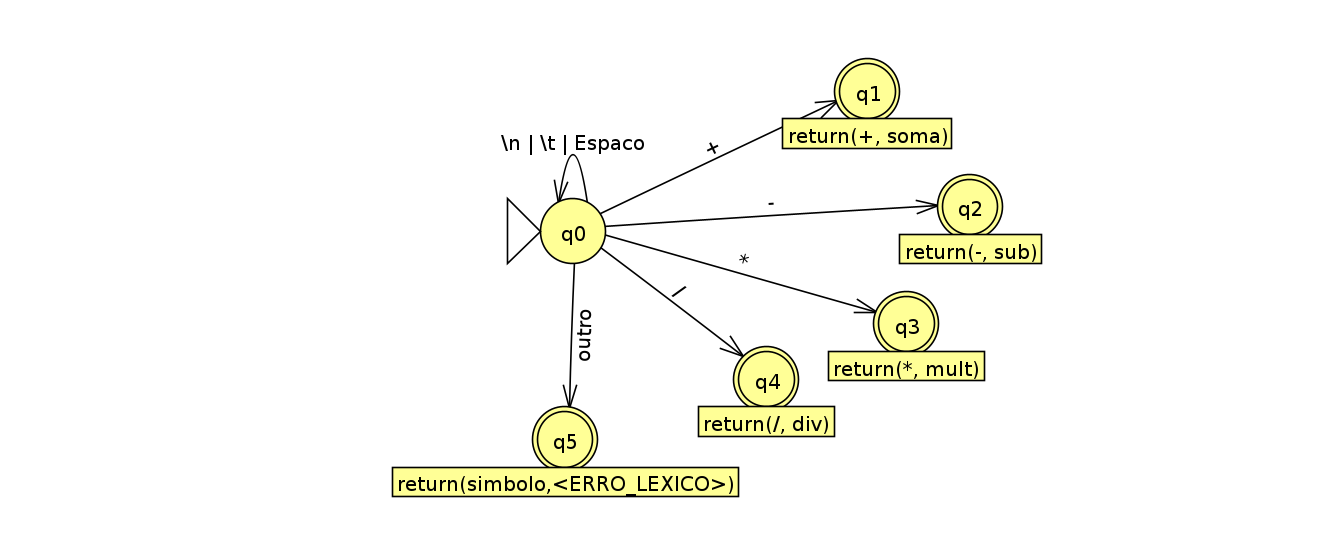 q1
return(+, soma)
\n | \t | Espaco
+
-
q2
return(-, sub)
q0
*
/
outro
q3
return(*, mult)
q4
return(/, div)
q5
return(simbolo,<ERRO_LEXICO>)